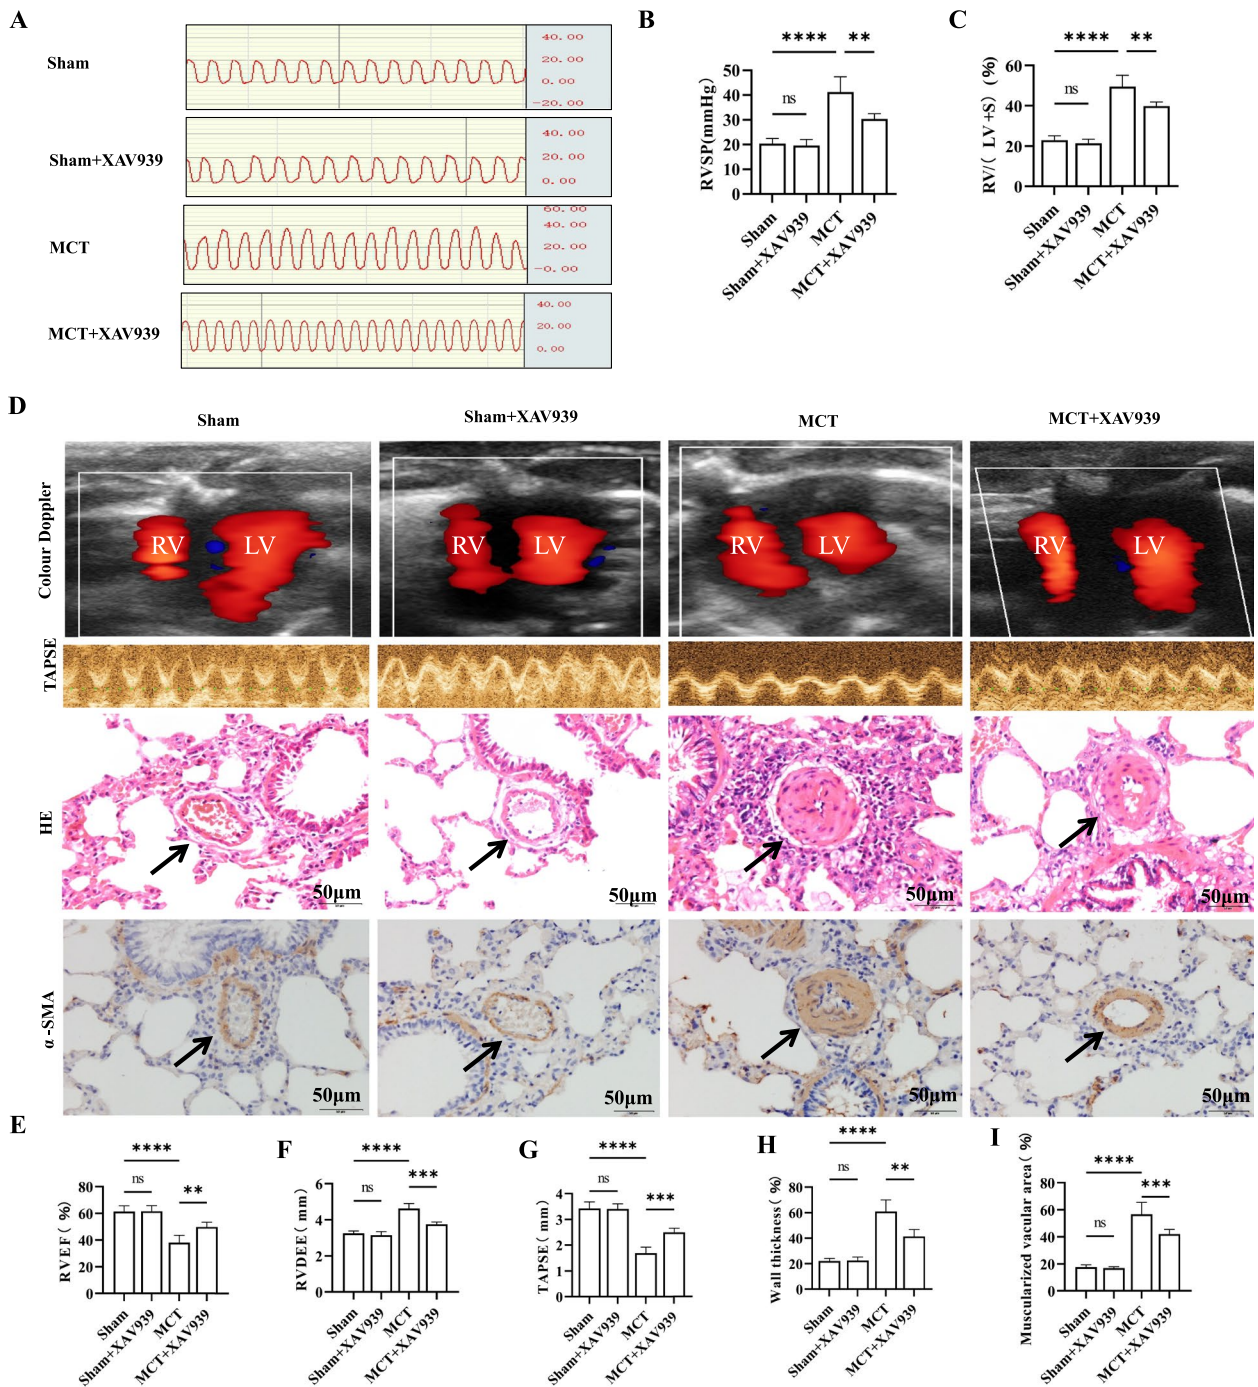 A
Sham
40.00
20.00
0.00
-20.00
Sham+XAV939
40.00
20.00
0.00
MCT
60.00
40.00
20.00
-0.00
MCT+XAV939
40.00
20.00
0.00
B
**** **
ns
RVSP(mmHg)
50
40
30
20
10
0
Sham
Sham+XAV939
MCT
MCT+XAV939
C
**** **
ns
RV/( LV +S) (%)
60
40
20
0
Sham
Sham+XAV939
MCT
MCT+XAV939
D
Sham
Sham+XAV939
MCT
MCT+XAV939
Colour Doppler
RV LV
RV LV
RV LV
RV LV
TAPSE
HE
50μm
50μm
50μm
50μm
α -SMA
50μm
50μm
50μm
50μm
E
****
ns
**
RVEF( %)
80
60
40
20
0
Sham
Sham+XAV939
MCT
MCT+XAV939
F
****
ns
***
RVDEE( mm)
6
4
2
0
Sham
Sham+XAV939
MCT
MCT+XAV939
G
****
ns
***
TAPSE( mm)
4
3
2
1
0
Sham
Sham+XAV939
MCT
MCT+XAV939
H
****
ns
**
Wall thickness( %)
80
60
40
20
0
Sham
Sham+XAV939
MCT
MCT+XAV939
I
****
ns
***
Muscularized vacular area( %)
80
60
40
20
0
Sham
Sham+XAV939
MCT
MCT+XAV939